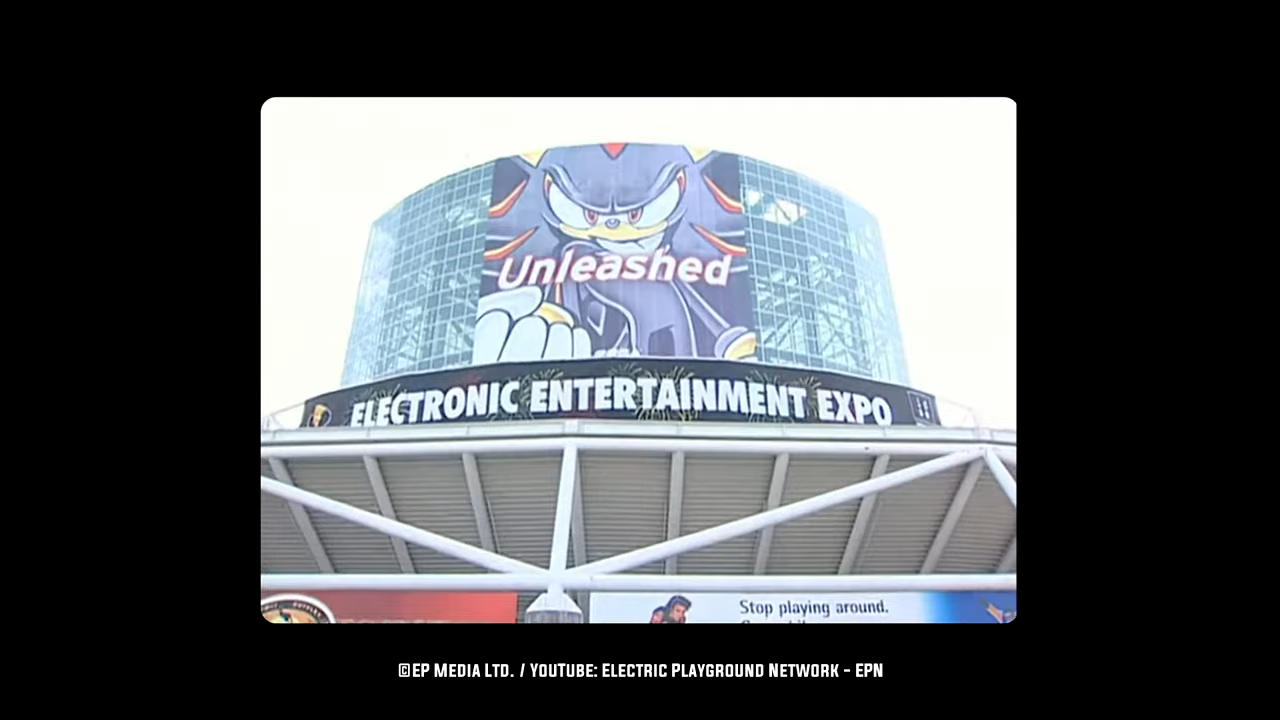 Unleashed
ELECTRONIC ENTERTAINMENT EXPO
Stop playing around.
©EP MEDIA LTD. / YOUTUBE: ELECTRIC PLAYGROUND NETWORK - EPN